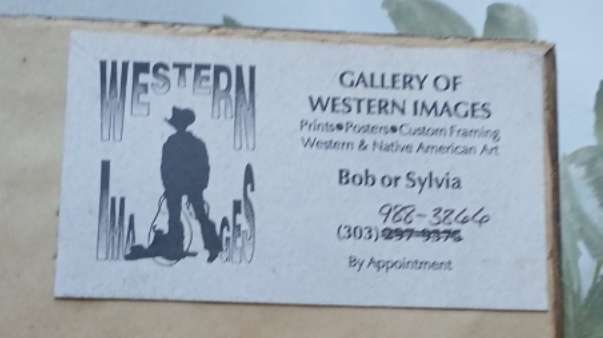 WESTERN
IMAGES
GALLERY OF
WESTERN IMAGES
Prints•Posters•Custom Framing
Western & Native American Art
Bob or Sylvia
988-3866
(303) 297-9376
By Appointment